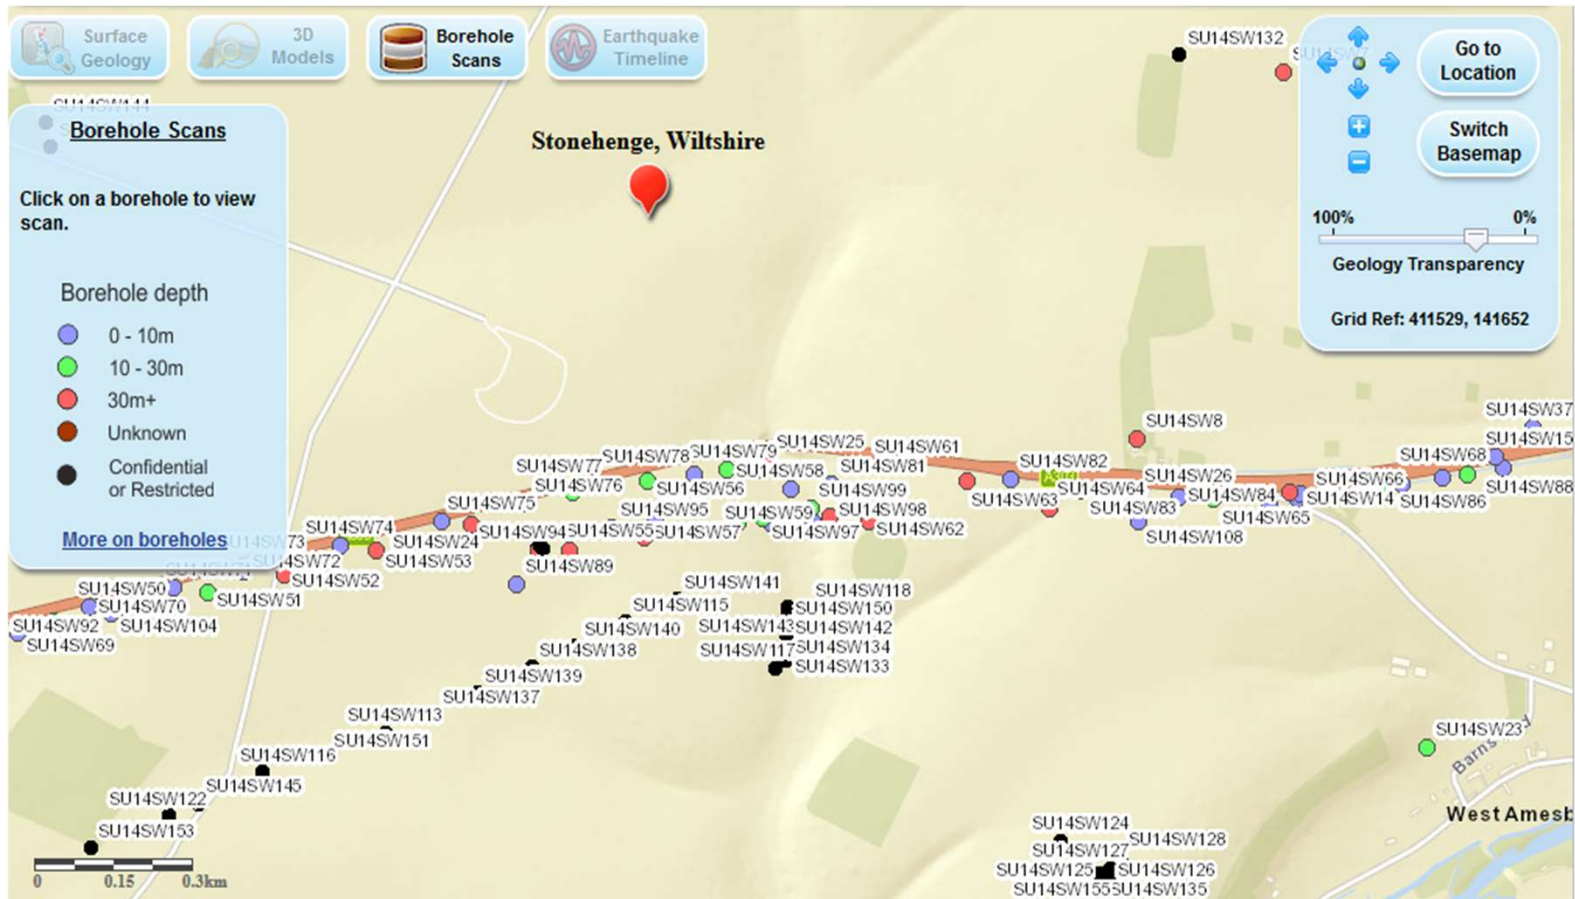 Surface
Geology
3D
Models
Borehole
Scans
Earthquake
Timeline
SU14SW132
Go to
Location
Switch
Basemap
100%
0%
Geology Transparency
Grid Ref: 411529, 141652
SU14SW144
Borehole Scans
Click on a borehole to view
scan.
Borehole depth
0 - 10m
10 - 30m
30m+
Unknown
Confidential
or Restricted
More on boreholes
Stonehenge, Wiltshire
SU14SW37
SU14SW8
SU14SW15
SU14SW25
SU14SW61
SU14SW79
SU14SW78
SU14SW77
SU14SW58
SU14SW81
SU14SW82
SU14SW68
SU14SW26
SU14SW66
SU14SW76
SU14SW56
SU14SW99
SU14SW64
SU14SW84
SU14SW14
SU14SW86
SU14SW88
SU14SW75
SU14SW95
SU14SW59
SU14SW98
SU14SW63
SU14SW83
SU14SW65
SU14SW74
SU14SW94
SU14SW55
SU14SW57
SU14SW97
SU14SW62
SU14SW108
SU14SW24
SU14SW53
SU14SW72
SU14SW89
SU14SW52
SU14SW50
SU14SW51
SU14SW70
SU14SW92
SU14SW104
SU14SW69
SU14SW141
SU14SW118
SU14SW115
SU14SW150
SU14SW140
SU14SW143
SU14SW142
SU14SW138
SU14SW117
SU14SW134
SU14SW133
SU14SW139
SU14SW137
SU14SW113
SU14SW151
SU14SW116
SU14SW145
SU14SW122
SU14SW153
SU14SW23
West Amesb
SU14SW124
SU14SW128
SU14SW127
SU14SW125
SU14SW126
SU14SW155
SU14SW135
0
0.15
0.3km